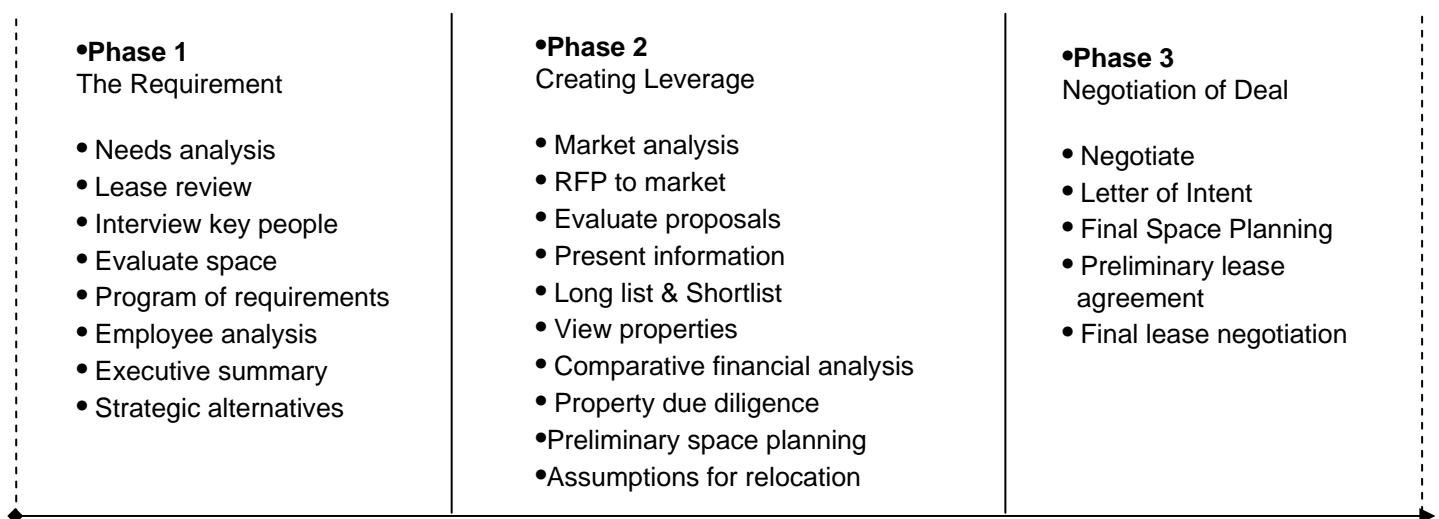 •Phase 1
The Requirement
• Needs analysis
• Lease review
• Interview key people
• Evaluate space
• Program of requirements
• Employee analysis
• Executive summary
• Strategic alternatives
•Phase 2
Creating Leverage
• Market analysis
• RFP to market
• Evaluate proposals
• Present information
• Long list & Shortlist
• View properties
• Comparative financial analysis
• Property due diligence
•Preliminary space planning
•Assumptions for relocation
•Phase 3
Negotiation of Deal
• Negotiate
• Letter of Intent
• Final Space Planning
• Preliminary lease
agreement
• Final lease negotiation